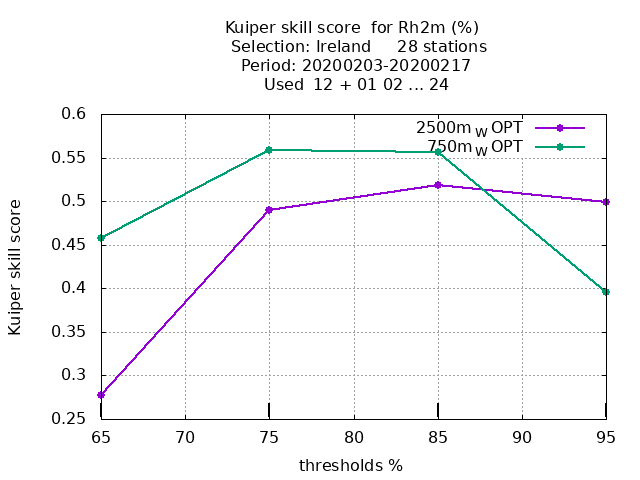 Kuiper skill score  for Rh2m (%)
Selection: Ireland     28 stations
Period: 20200203-20200217
Used  12 + 01 02 ... 24
2500m W OPT
750m W OPT
0.6
0.55
0.5
0.45
0.4
0.35
0.3
0.25
Kuiper skill score
65 70 75 80 85 90 95
thresholds %